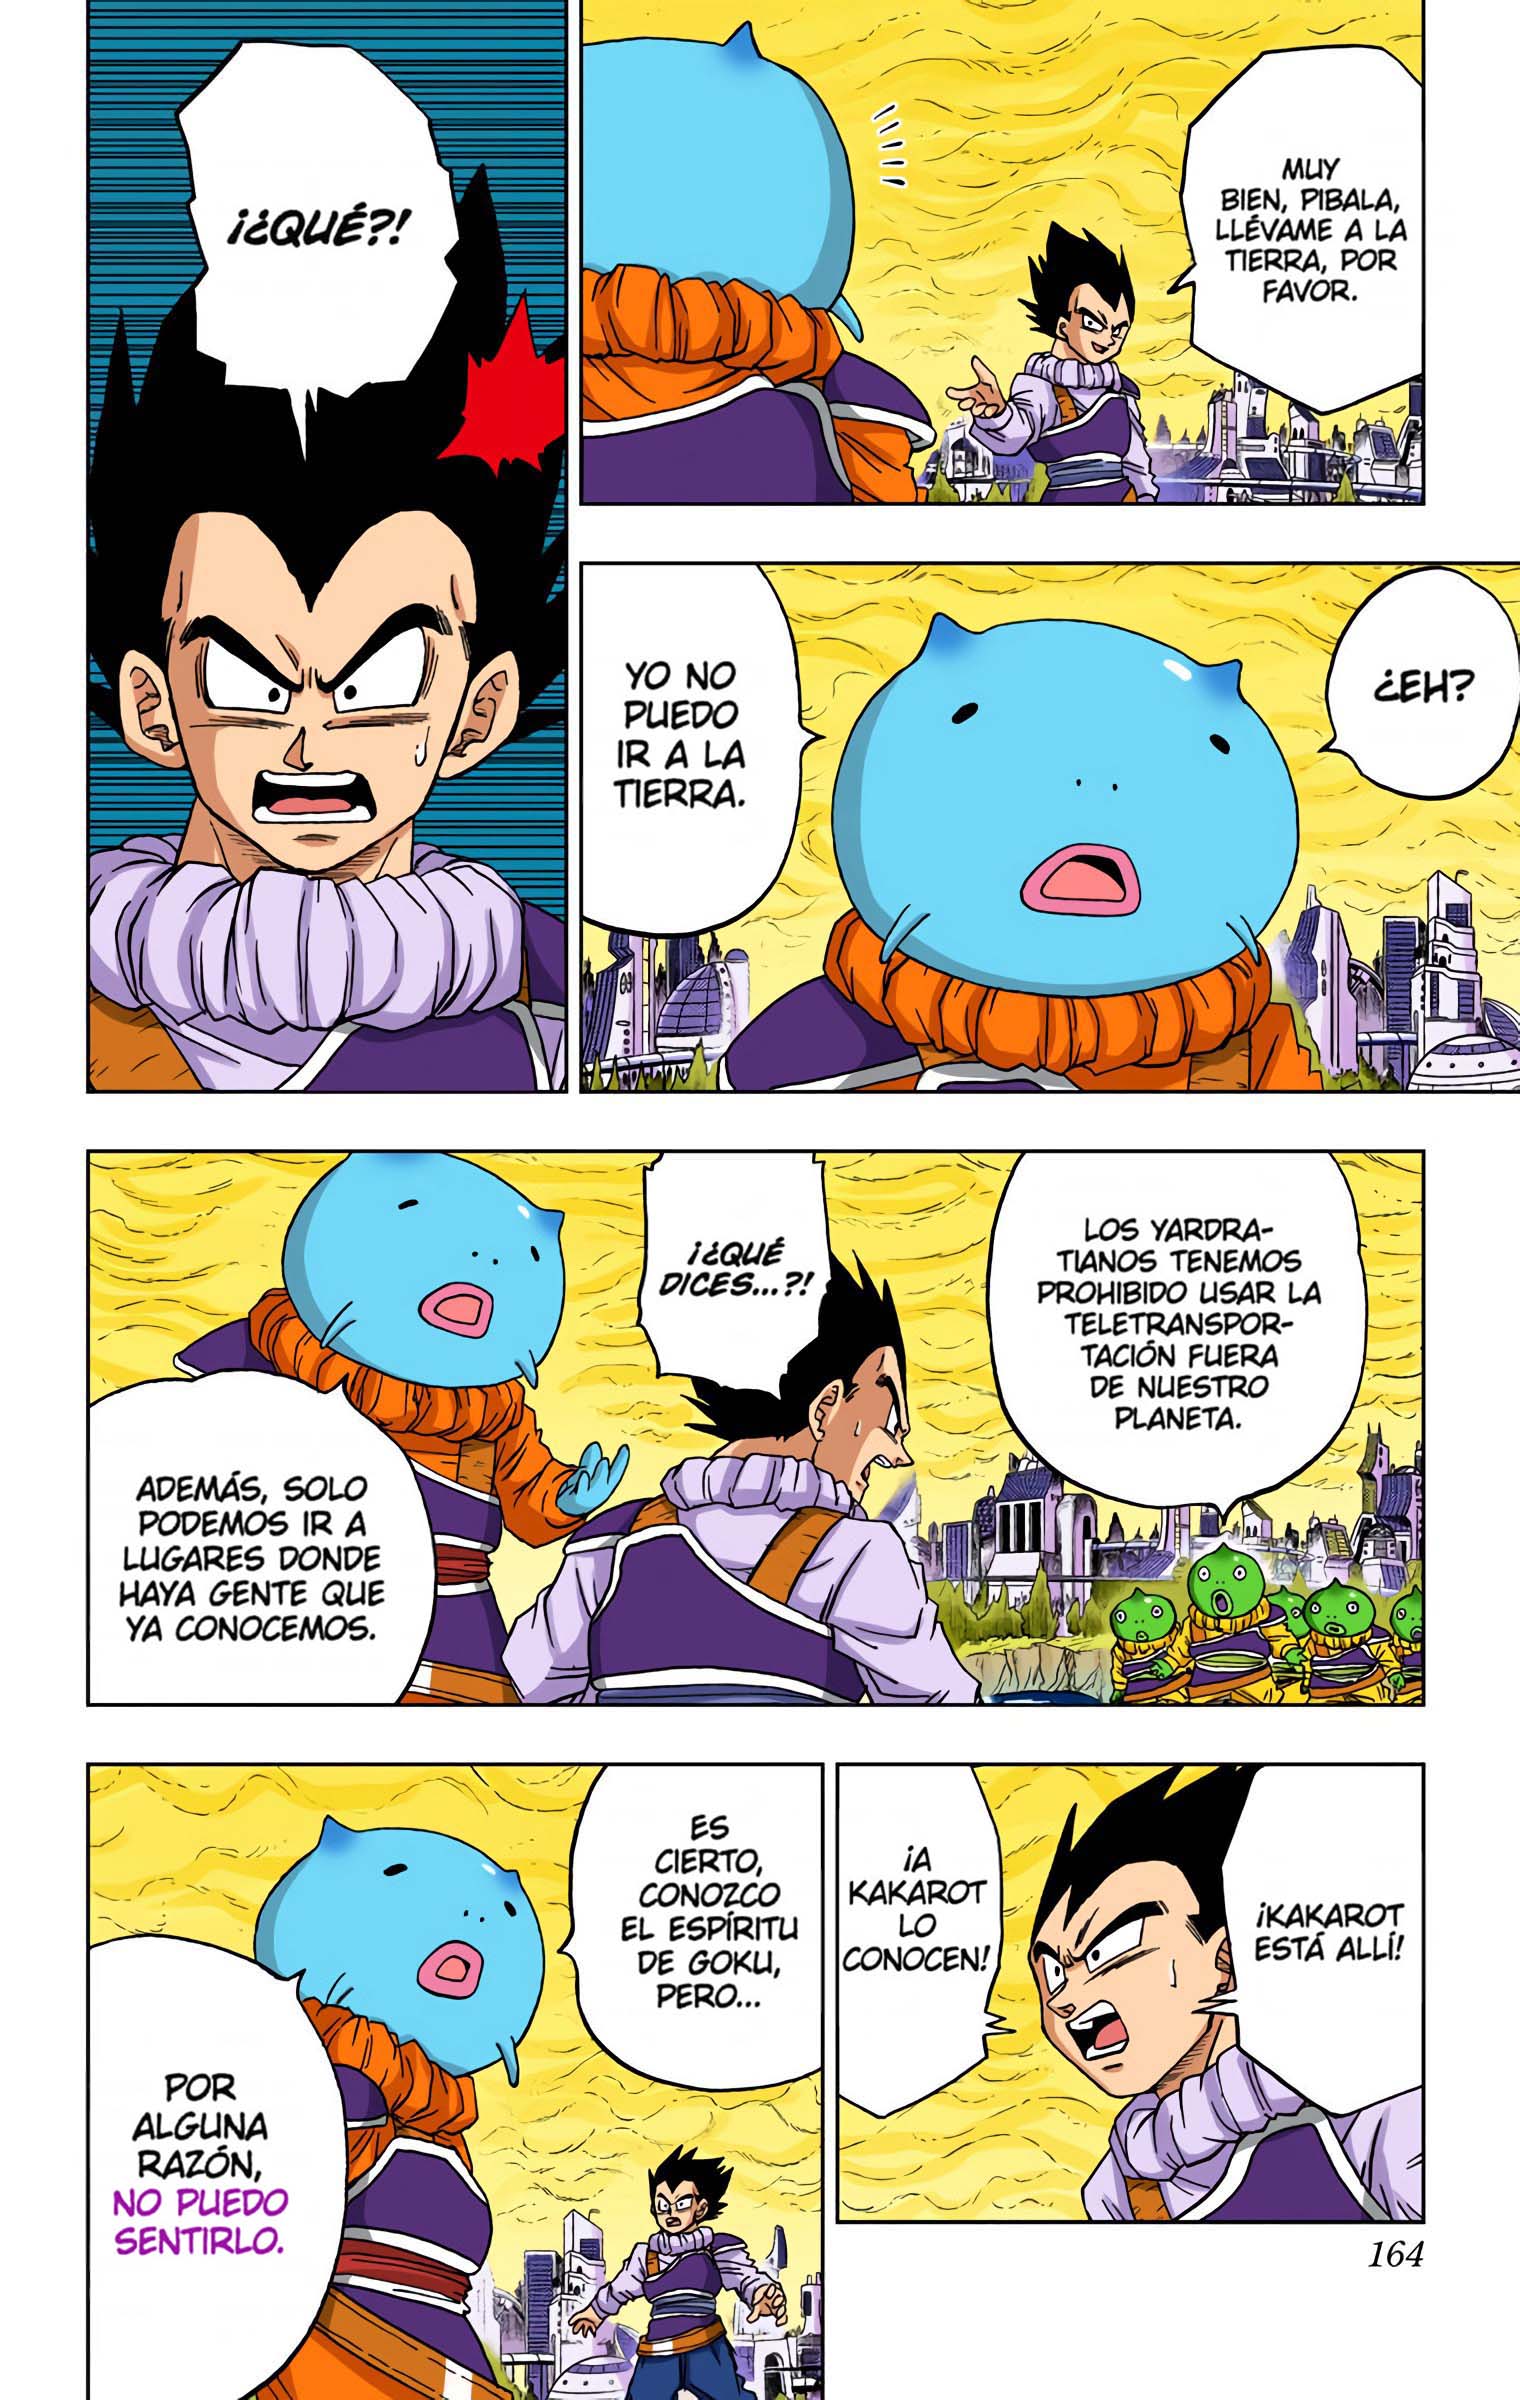 MUY
BIEN, PIBALA,
LLÉVAME A LA
TIERRA, POR
FAVOR.
¿EH?
YO NO
PUEDO
IR A LA
TIERRA.
¡¿QUÉ?!
LOS YARDRA-
TIANOS TENEMOS
PROHIBIDO USAR LA
TELETRANSPOR-
TACIÓN FUERA
DE NUESTRO
PLANETA.
¡¿QUÉ
DICES...?!
ADEMÁS, SOLO
PODEMOS IR A
LUGARES DONDE
HAYA GENTE QUE
YA CONOCEMOS.
¡KAKAROT
ESTÁ ALLÍ!
¡A
KAKAROT
LO
CONOCEN!
ES
CIERTO,
CONOZCO
EL ESPÍRITU
DE GOKU,
PERO...
POR
ALGUNA
RAZÓN,
NO PUEDO
SENTIRLO.
164